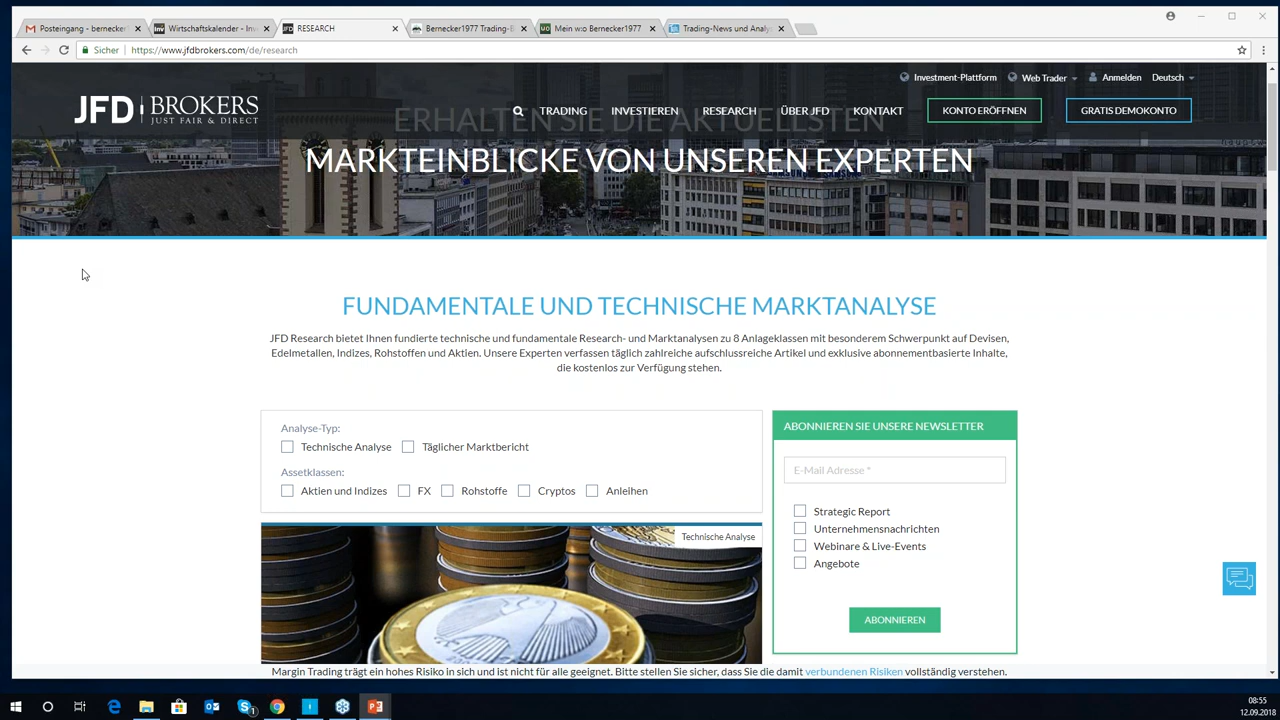 Posteingang - bernecker
Wirtschaftskalender - In
RESEARCH
Bernecker1977 Trading-
Mein w:o Bernecker1977
Trading-News und Analy
Sicher
https://www.jfdbrokers.com/de/research
Investment-Plattform
Web Trader
Anmelden
Deutsch
JFD BROKERS
JUST FAIR & DIRECT
TRADING
INVESTIEREN
RESEARCH
ÜBER JFD
KONTAKT
KONTO ERÖFFNEN
GRATIS DEMOKONTO
ERHALTEN SIE DIE AKTUELLSTEN
MARKTEINBLICKE VON UNSEREN EXPERTEN
FUNDAMENTALE UND TECHNISCHE MARKTANALYSE
JFD Research bietet Ihnen fundierte technische und fundamentale Research- und Marktanalysen zu 8 Anlageklassen mit besonderem Schwerpunkt auf Devisen,
Edelmetallen, Indizes, Rohstoffen und Aktien. Unsere Experten verfassen täglich zahlreiche aufschlussreiche Artikel und exklusive abonnementbasierte Inhalte,
die kostenlos zur Verfügung stehen.
Analyse-Typ:
Technische Analyse
Täglicher Marktbericht
Assetklassen:
Aktien und Indizes
FX
Rohstoffe
Cryptos
Anleihen
Technische Analyse
ABONNIEREN SIE UNSERE NEWSLETTER
E-Mail Adresse *
Strategic Report
Unternehmensnachrichten
Webinare & Live-Events
Angebote
ABONNIEREN
Margin Trading trägt ein hohes Risiko in sich und ist nicht für alle geeignet. Bitte stellen Sie sicher, dass Sie die damit verbundenen Risiken vollständig verstehen.
08:55
12.09.2018